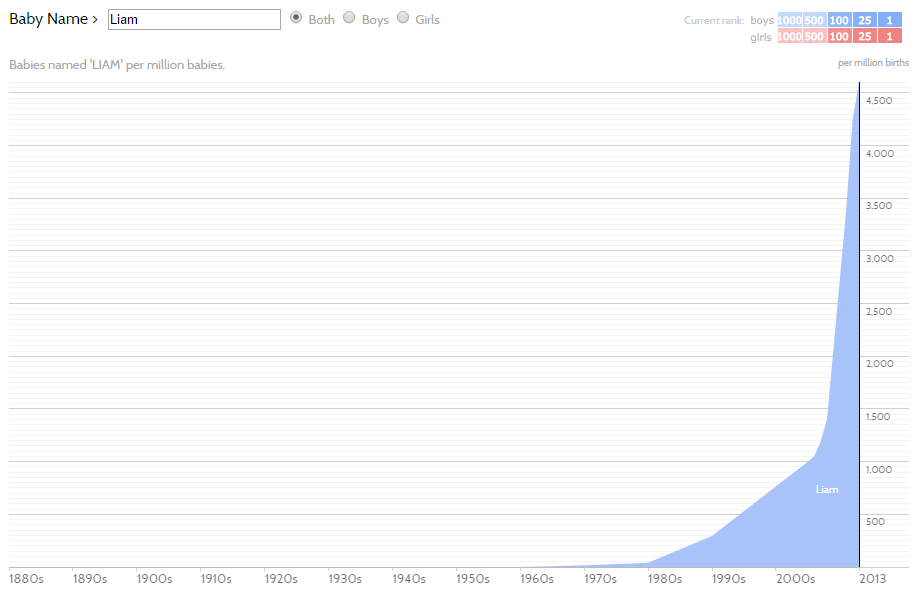 Baby Name › Liam Both Boys Girls
Current rank: boys 1000 500 100 25 1
girls 1000 500 100 25 1
Babies named 'LIAM' per million babies.
per million births
4,500
4,000
3,500
3,000
2,500
2,000
1,500
1,000
Liam
500
1880s 1890s 1900s 1910s 1920s 1930s 1940s 1950s 1960s 1970s 1980s 1990s 2000s 2013